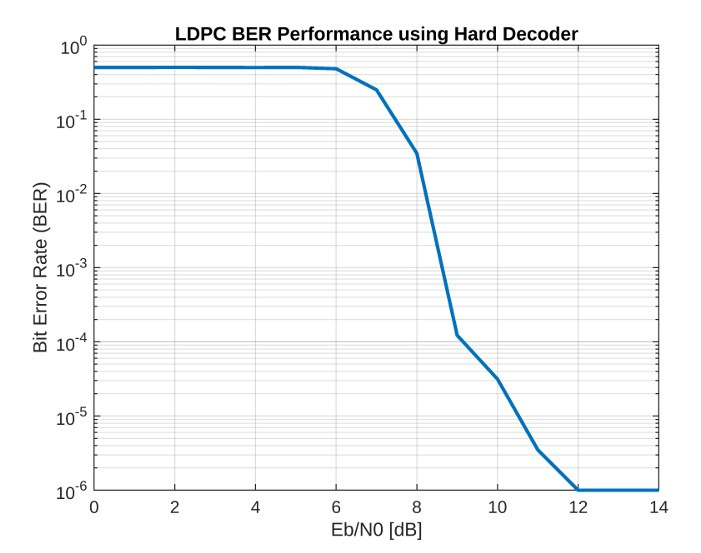 LDPC BER Performance using Hard Decoder
10^0
10^-1
10^-2
10^-3
10^-4
10^-5
10^-6
Bit Error Rate (BER)
0 2 4 6 8 10 12 14
Eb/N0 [dB]